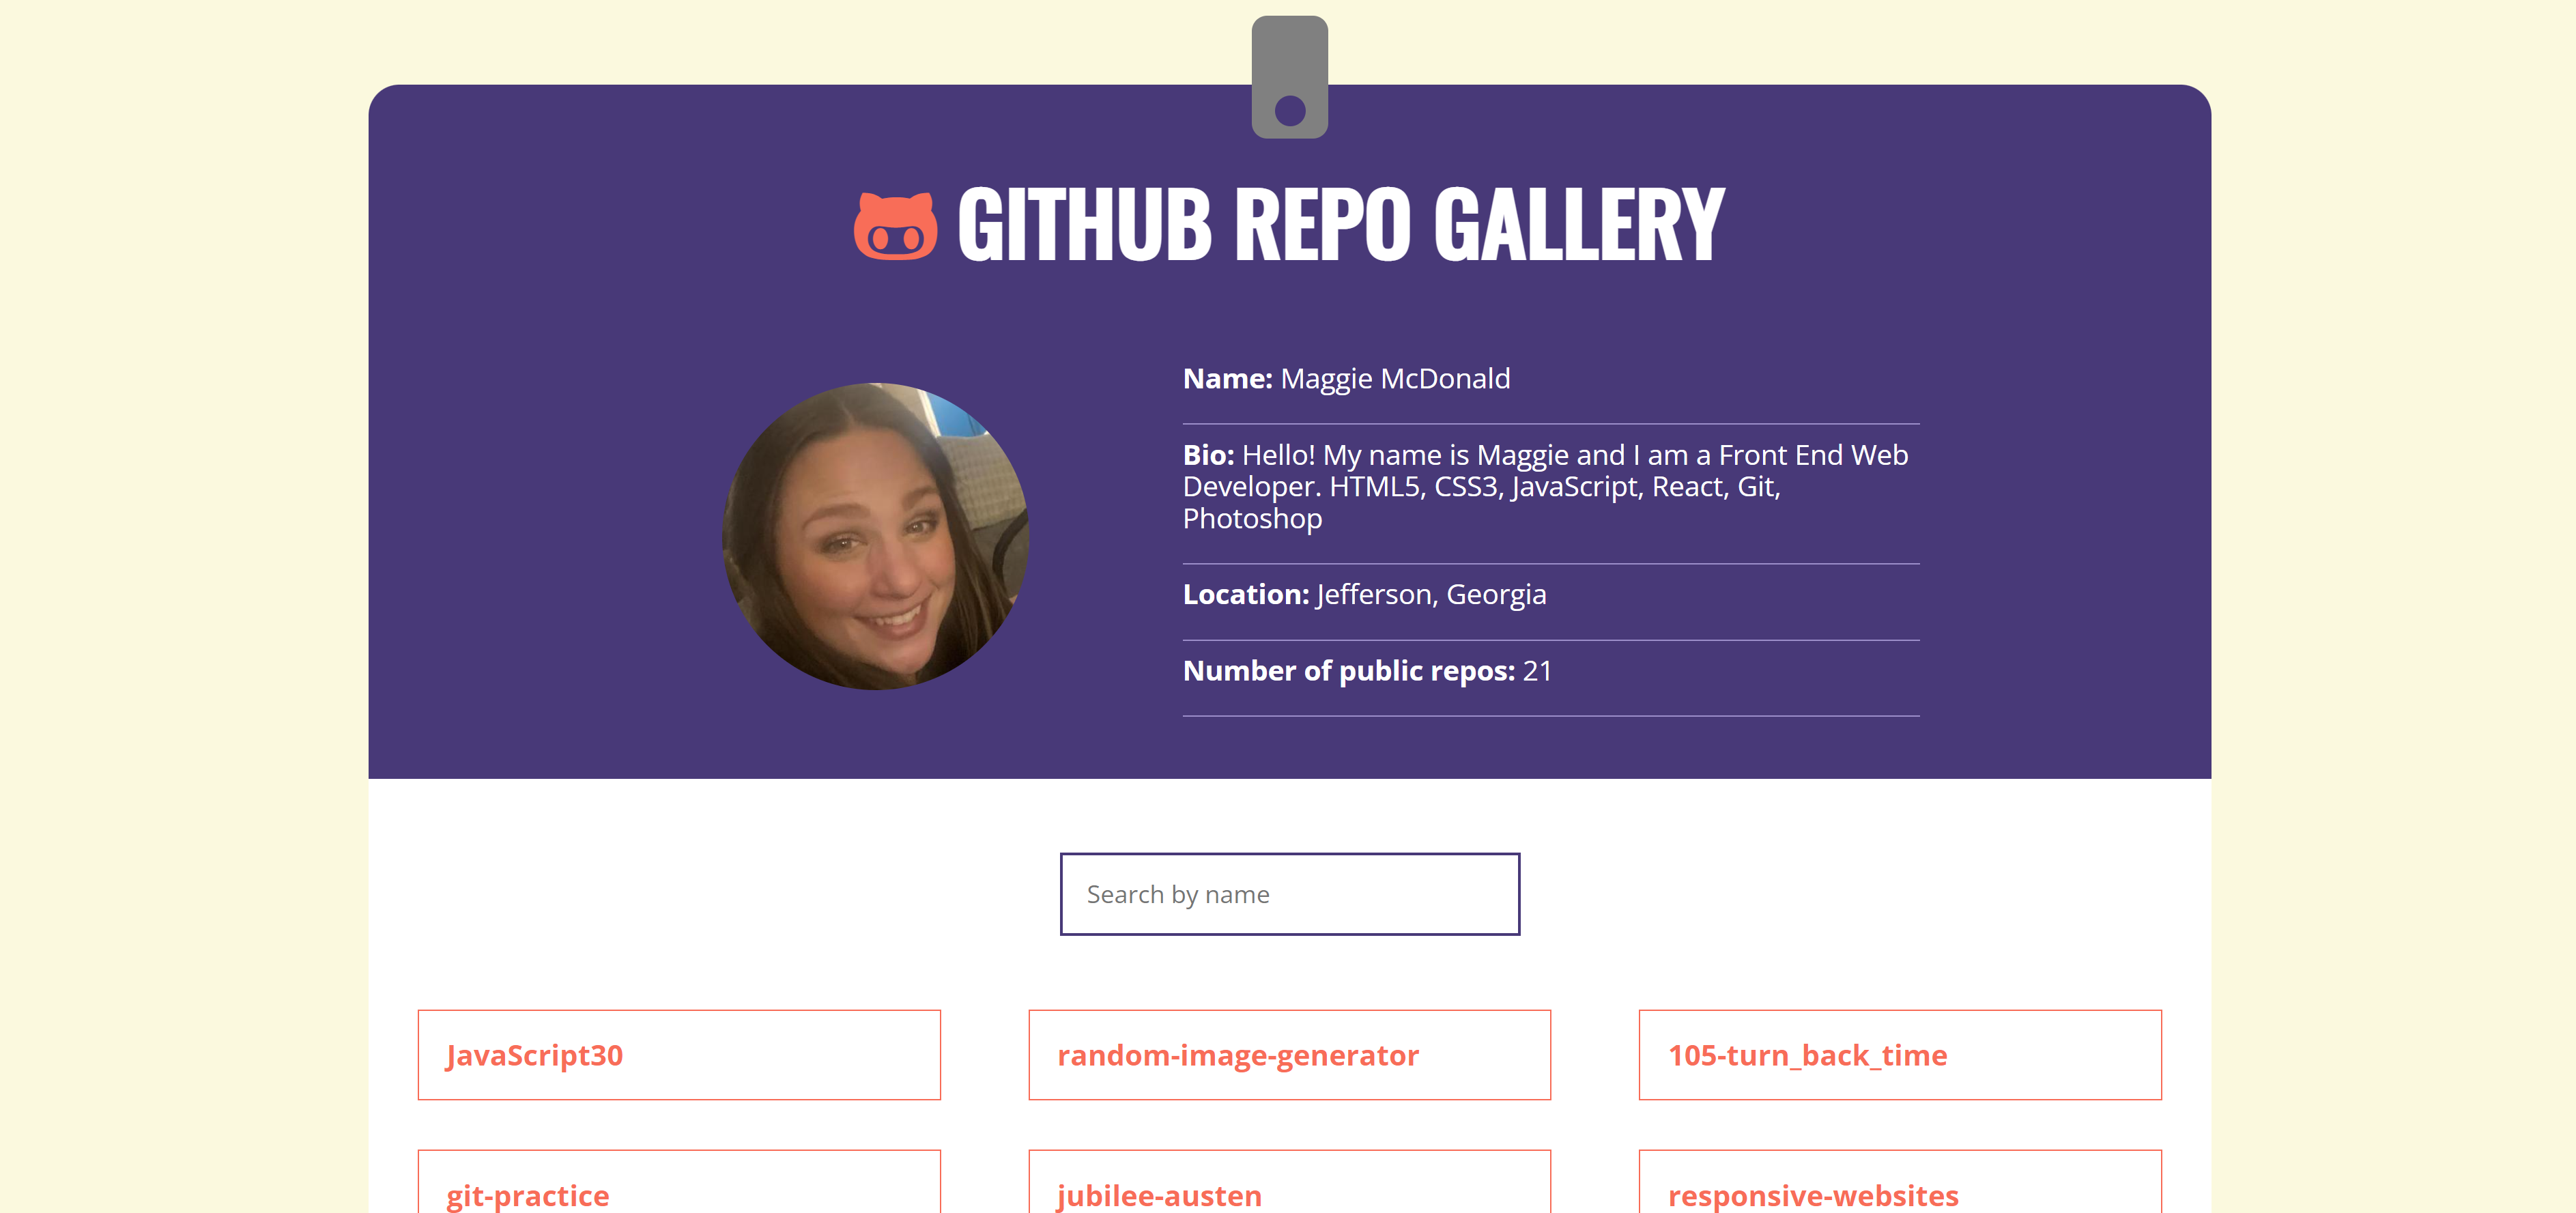 GITHUB REPO GALLERY
Name: Maggie McDonald
Bio: Hello! My name is Maggie and I am a Front End Web
Developer. HTML5, CSS3, JavaScript, React, Git,
Photoshop
Location: Jefferson, Georgia
Number of public repos: 21
Search by name
JavaScript30
random-image-generator
105-turn_back_time
git-practice
jubilee-austen
responsive-websites